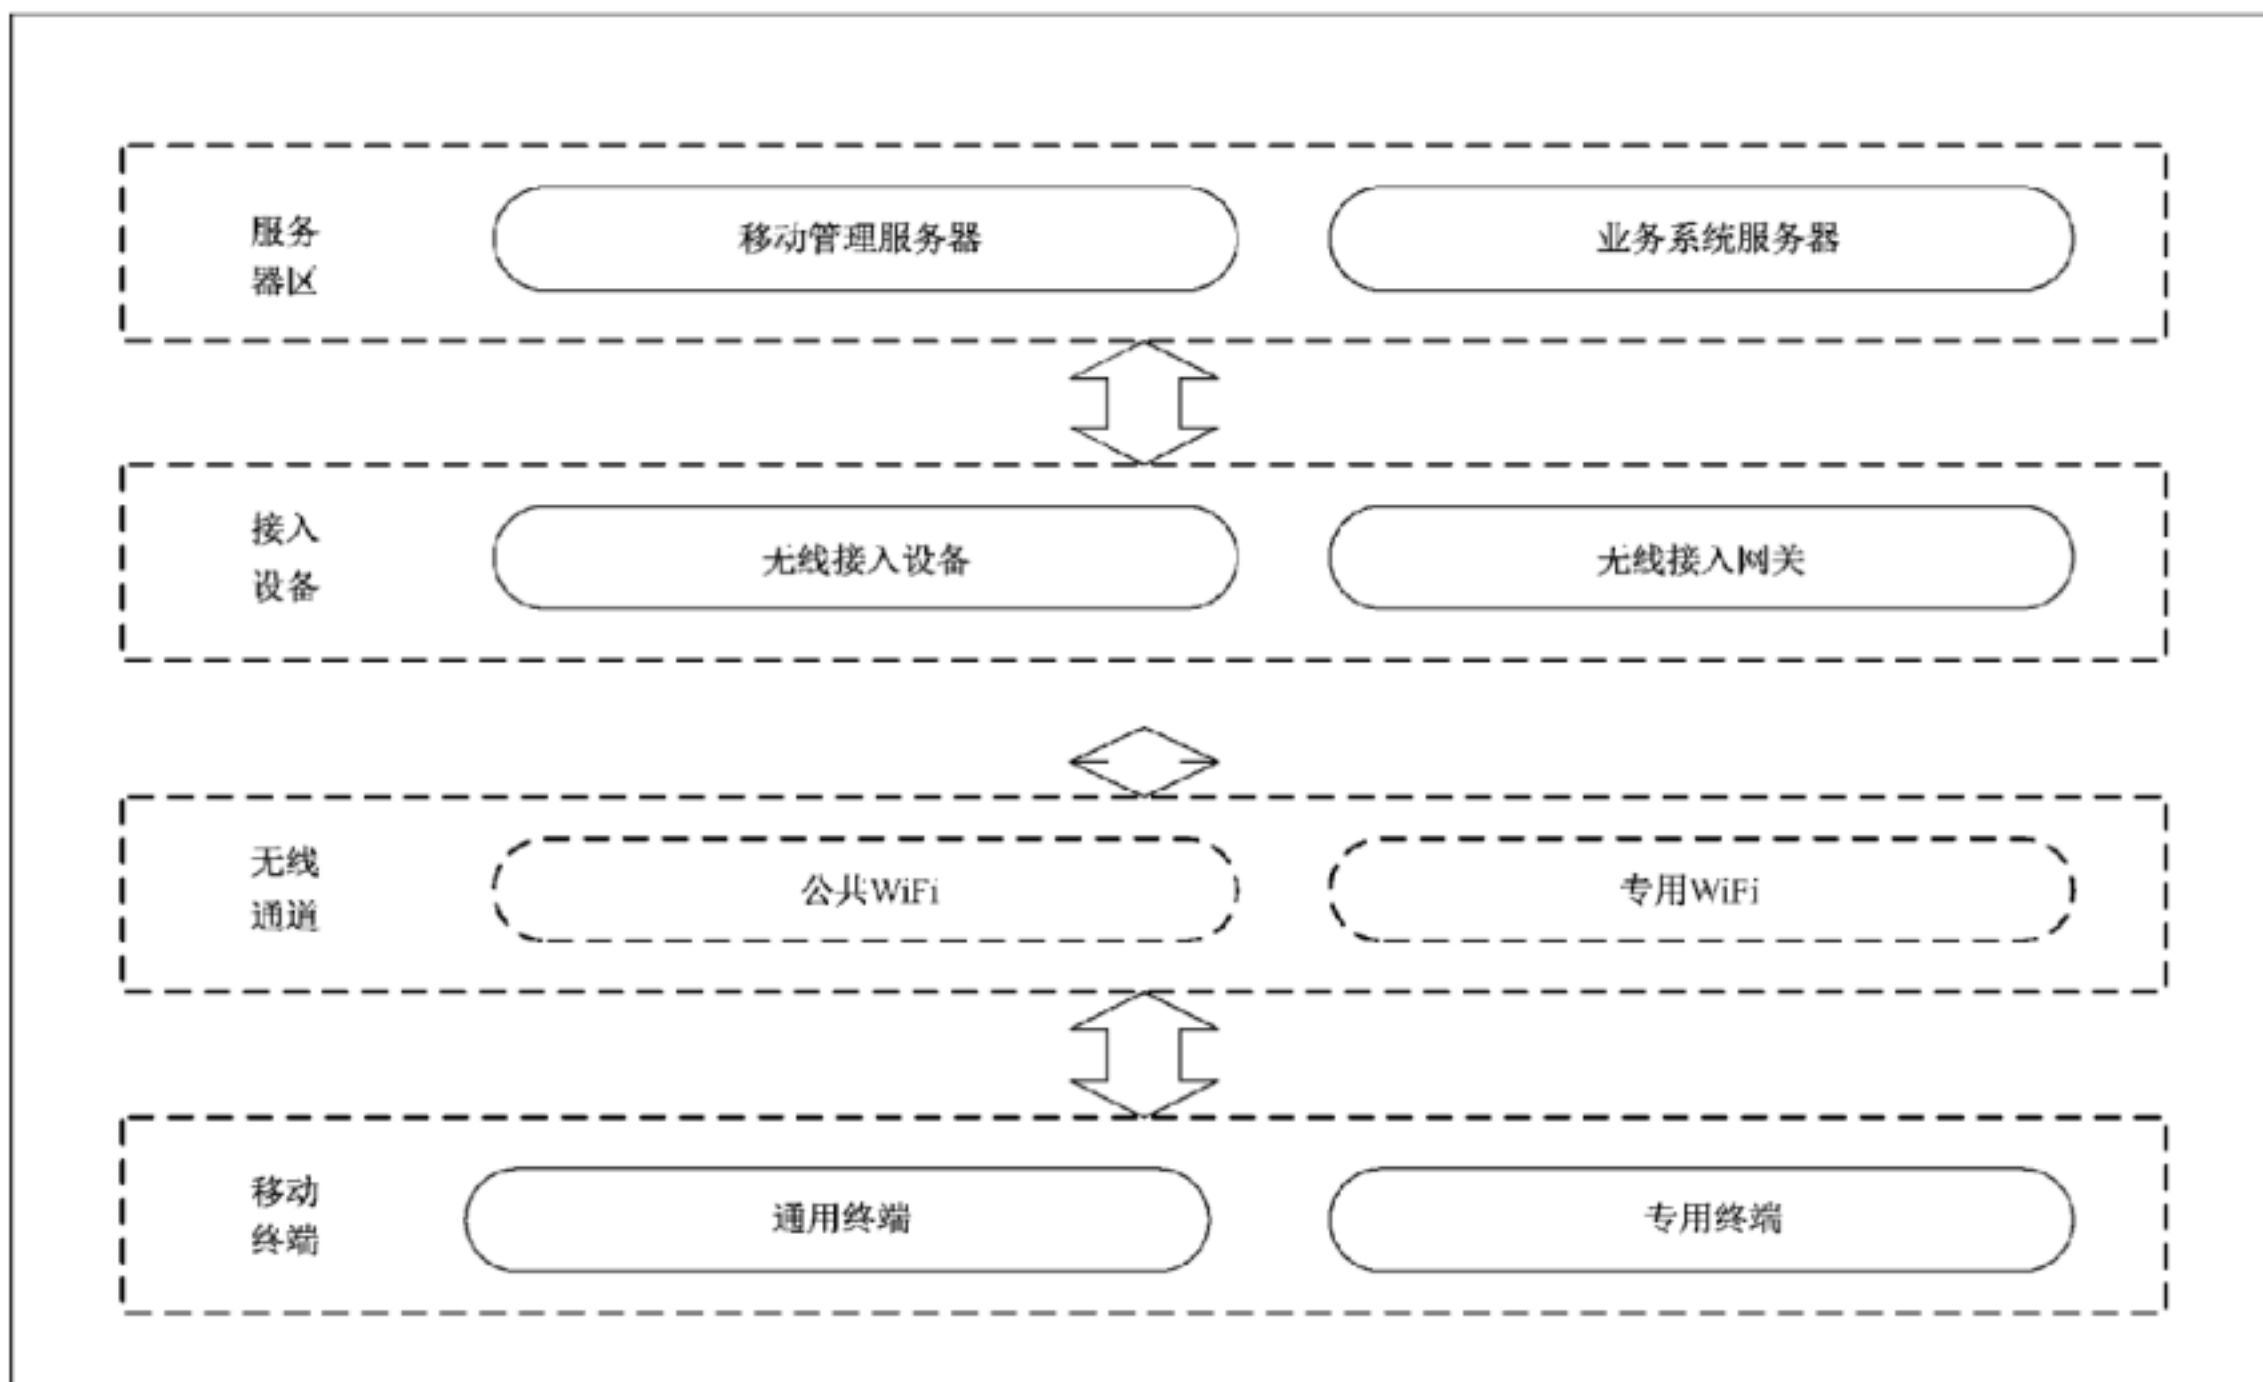 服务
器区
移动管理服务器
业务系统服务器
接入
设备
无线接入设备
无线接入网关
无线
通道
公共WiFi
专用WiFi
移动
终端
通用终端
专用终端